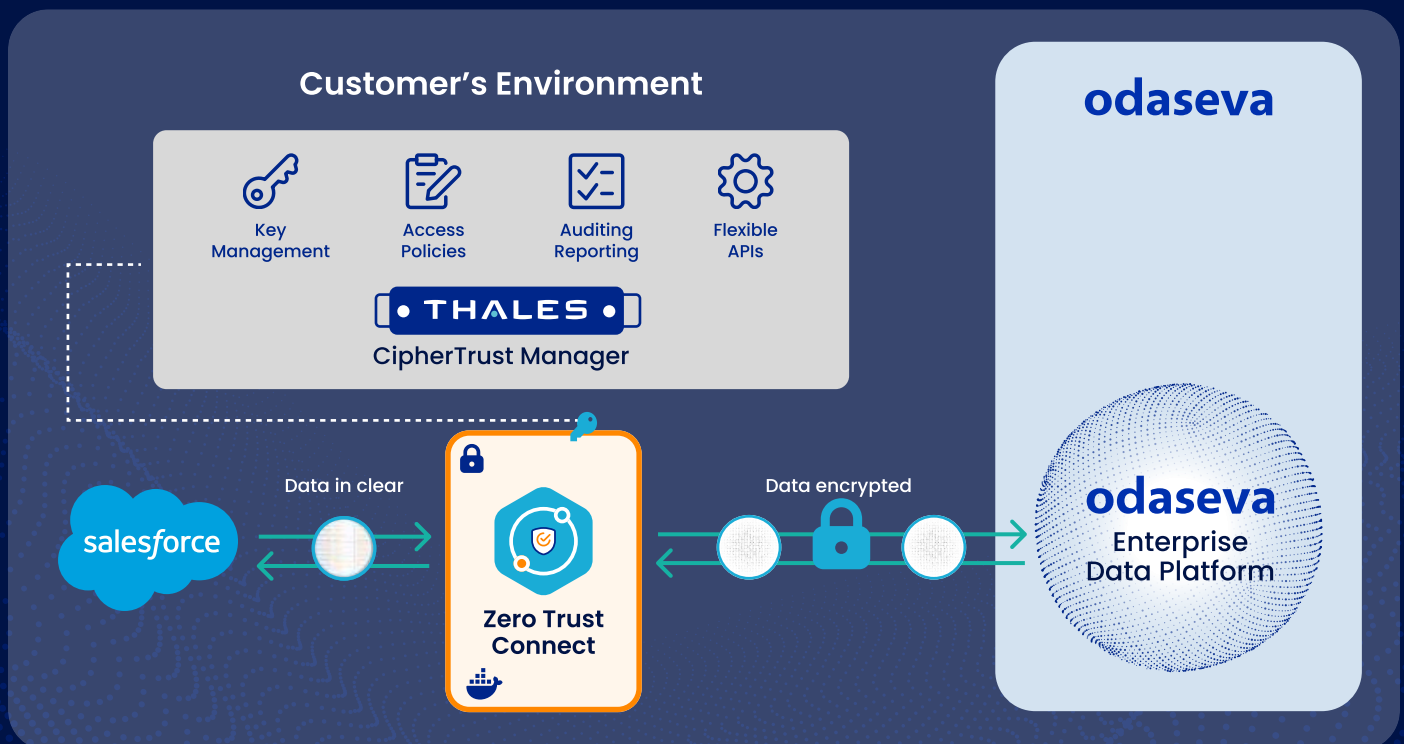 Customer's Environment
odaseva
Key
Management
Access
Policies
Auditing
Reporting
Flexible
APIs
THALES
CipherTrust Manager
Data in clear
Data encrypted
salesforce
Zero Trust
Connect
odaseva
Enterprise
Data Platform